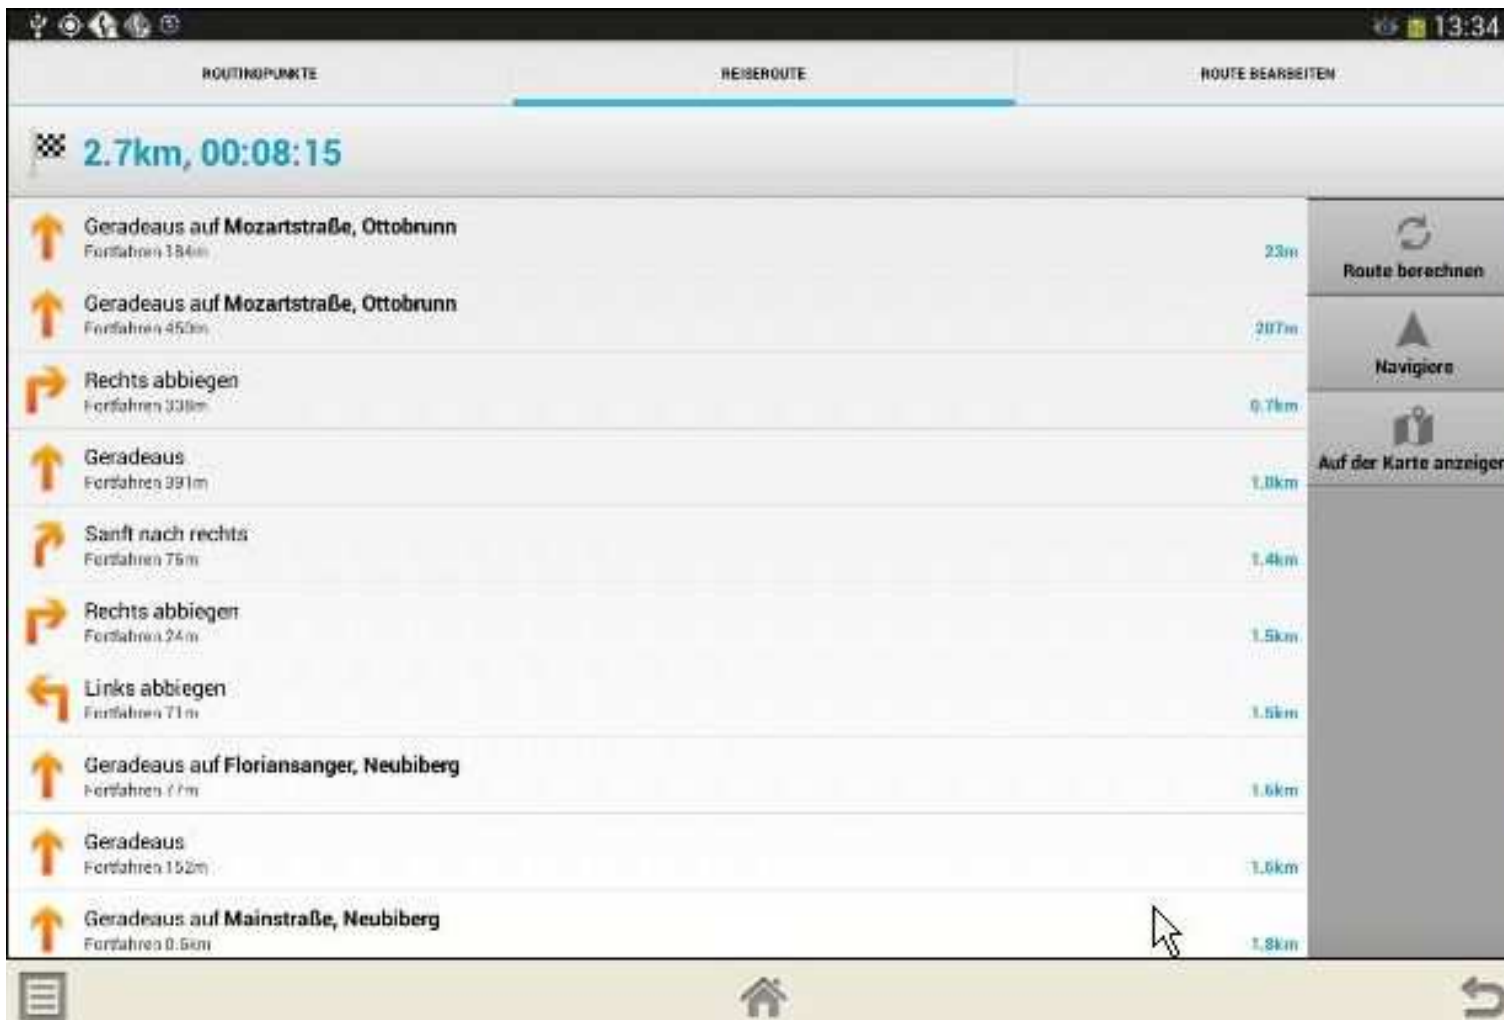 13:34
ROUTINGPUNKTE
REISEROUTE
ROUTE BEARBEITEN
2.7km, 00:08:15
Geradeaus auf Mozartstraße, Ottobrunn
Fortfahren 184m
23m
Geradeaus auf Mozartstraße, Ottobrunn
Fortfahren 450m
207m
Rechts abbiegen
Fortfahren 338m
0.7km
Geradeaus
Fortfahren 391m
1.0km
Sanft nach rechts
Fortfahren 75m
1.4km
Rechts abbiegen
Fortfahren 24m
1.5km
Links abbiegen
Fortfahren 71m
1.5km
Geradeaus auf Floriansanger, Neubiberg
Fortfahren 77m
1.6km
Geradeaus
Fortfahren 152m
1.6km
Geradeaus auf Mainstraße, Neubiberg
Fortfahren
1.8km
Route berechnen
Navigiere
Auf der Karte anzeigen